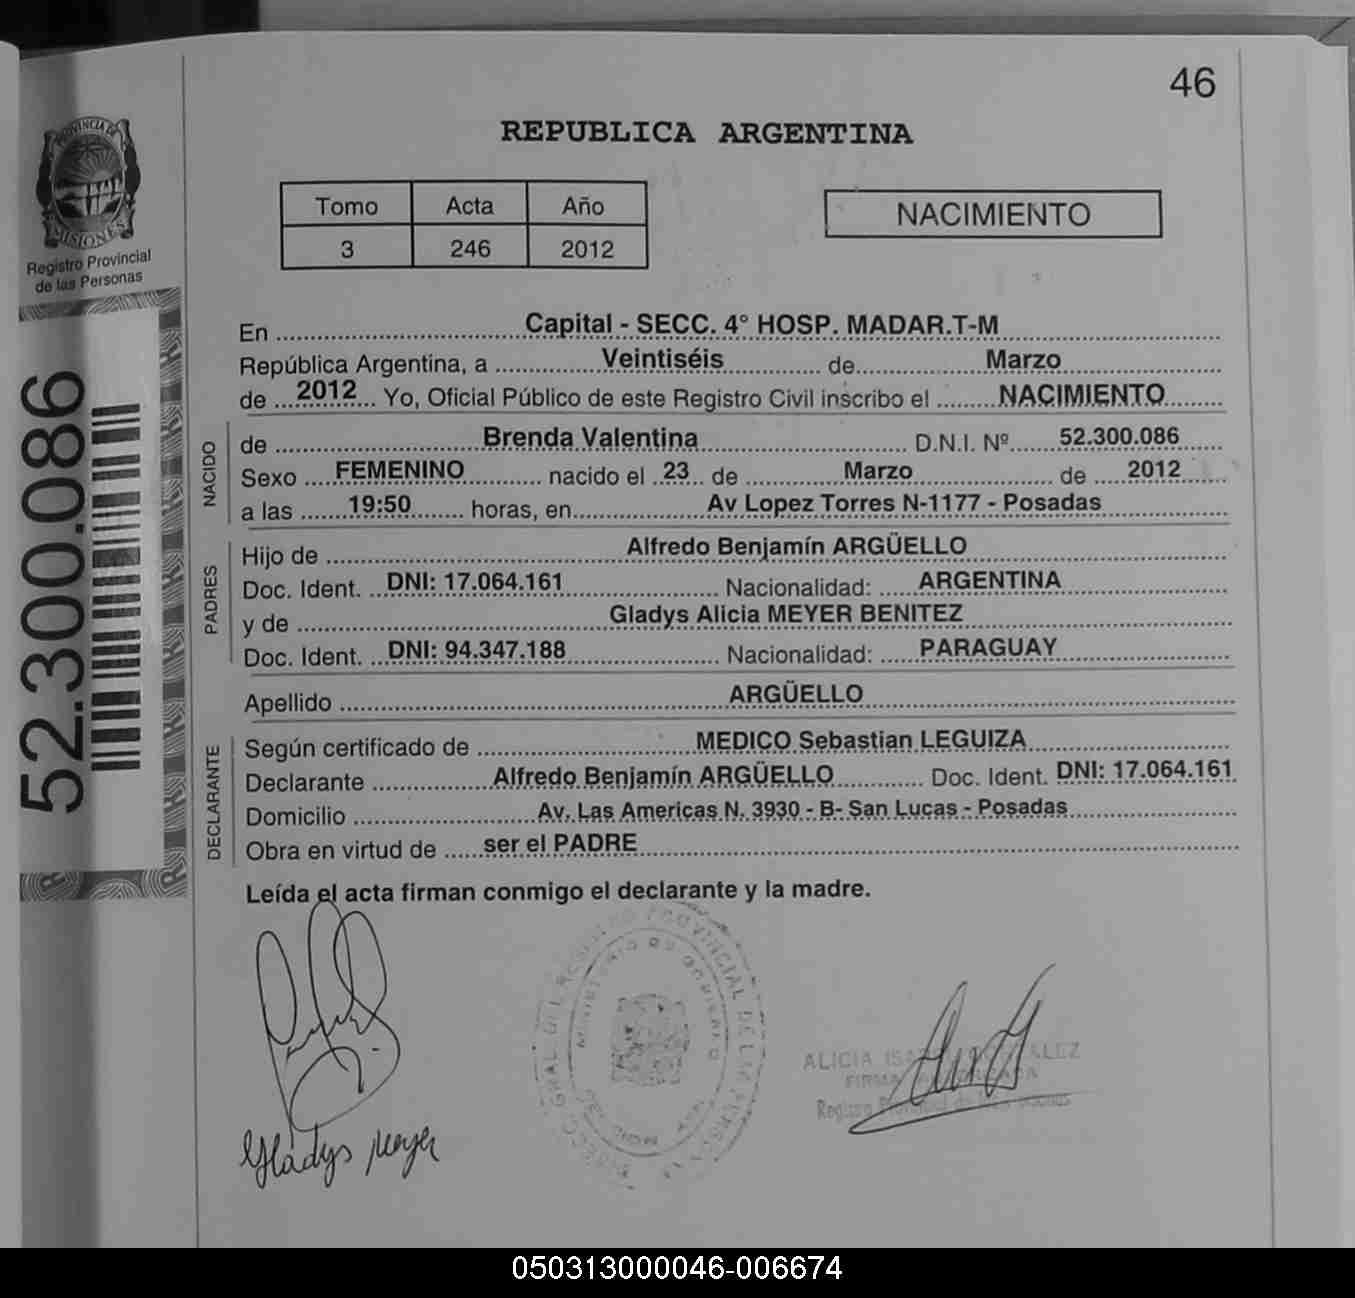 46
REPUBLICA ARGENTINA
PROVINCIA DE
MISIONES
Registro Provincial
de las Personas
Tomo Acta Año
3 246 2012
NACIMIENTO
52.300.086
En Capital - SECC. 4° HOSP. MADAR.T-M
República Argentina, a Veintiséis de Marzo
de 2012 Yo, Oficial Público de este Registro Civil inscribo el NACIMIENTO
NACIDO
de Brenda Valentina D.N.I. Nº 52.300.086
Sexo FEMENINO nacido el 23 de Marzo de 2012
a las 19:50 horas, en Av Lopez Torres N-1177 - Posadas
PADRES
Hijo de Alfredo Benjamín ARGÜELLO
Doc. Ident. DNI: 17.064.161 Nacionalidad: ARGENTINA
y de Gladys Alicia MEYER BENITEZ
Doc. Ident. DNI: 94.347.188 Nacionalidad: PARAGUAY
Apellido ARGÜELLO
DECLARANTE
Según certificado de MEDICO Sebastian LEGUIZA
Declarante Alfredo Benjamín ARGÜELLO Doc. Ident. DNI: 17.064.161
Domicilio Av. Las Americas N. 3930 - B- San Lucas - Posadas
Obra en virtud de ser el PADRE
Leída el acta firman conmigo el declarante y la madre.
Gladys Meyer
PROVINCIAL DE
ALICIA
Registro
050313000046-006674